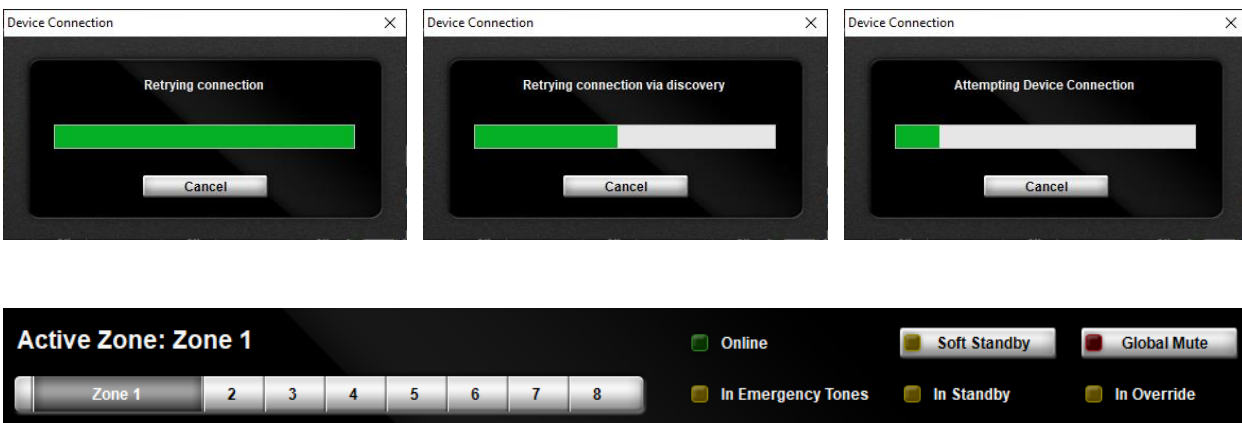 Device Connection
Retrying connection
Cancel
Device Connection
Retrying connection via discovery
Cancel
Device Connection
Attempting Device Connection
Cancel
Active Zone: Zone 1
Online
Soft Standby
Global Mute
Zone 1 2 3 4 5 6 7 8
In Emergency Tones
In Standby
In Override